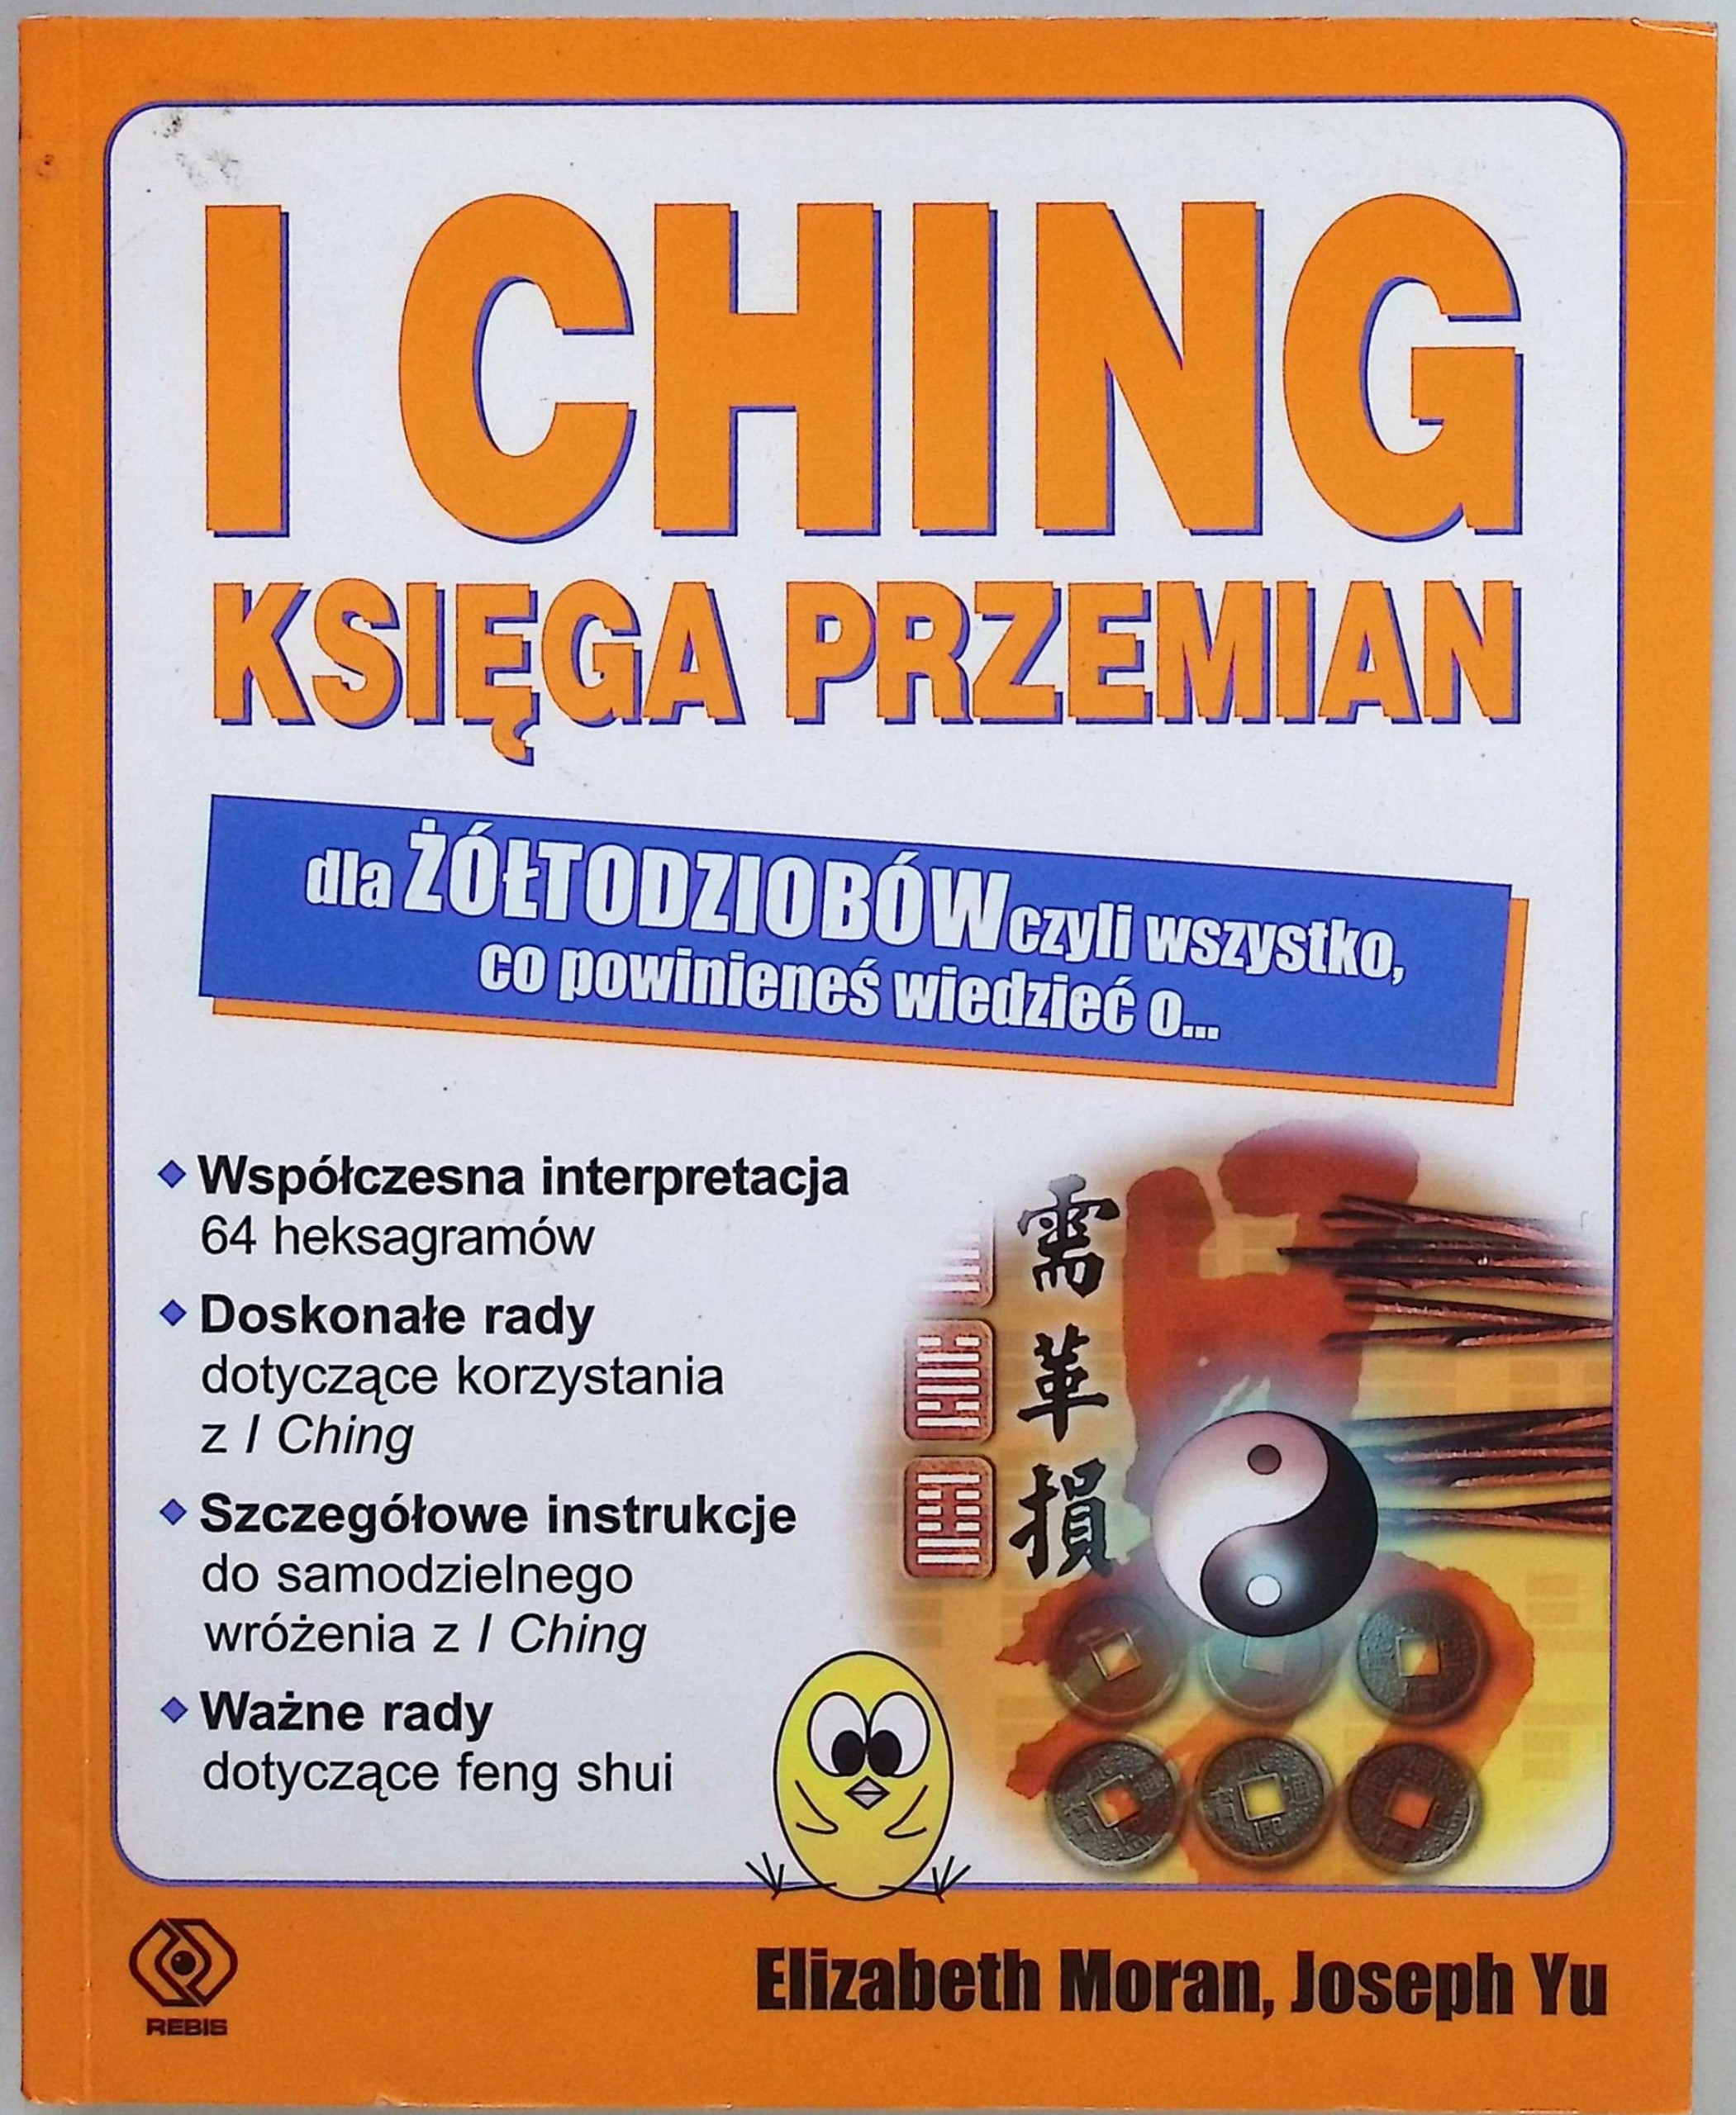 I CHING
KSIĘGA PRZEMIAN
dla ŻÓŁTODZIOBÓW czyli wszystko,
co powinieneś wiedzieć o...
Współczesna interpretacja
64 heksagramów
Doskonałe rady
dotyczące korzystania
z I Ching
Szczegółowe instrukcje
do samodzielnego
wróżenia z I Ching
Ważne rady
dotyczące feng shui
需
革
損
Elizabeth Moran, Joseph Yu
REBIS